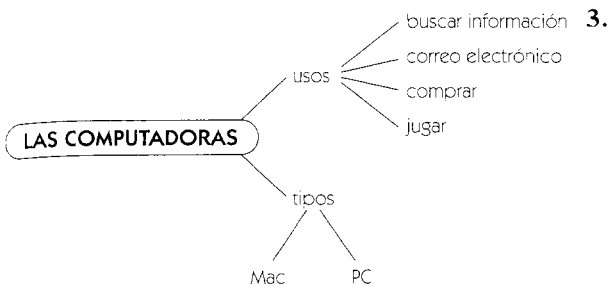 buscar información 3.
correo electrónico
usos
comprar
jugar
LAS COMPUTADORAS
tipos
Mac PC